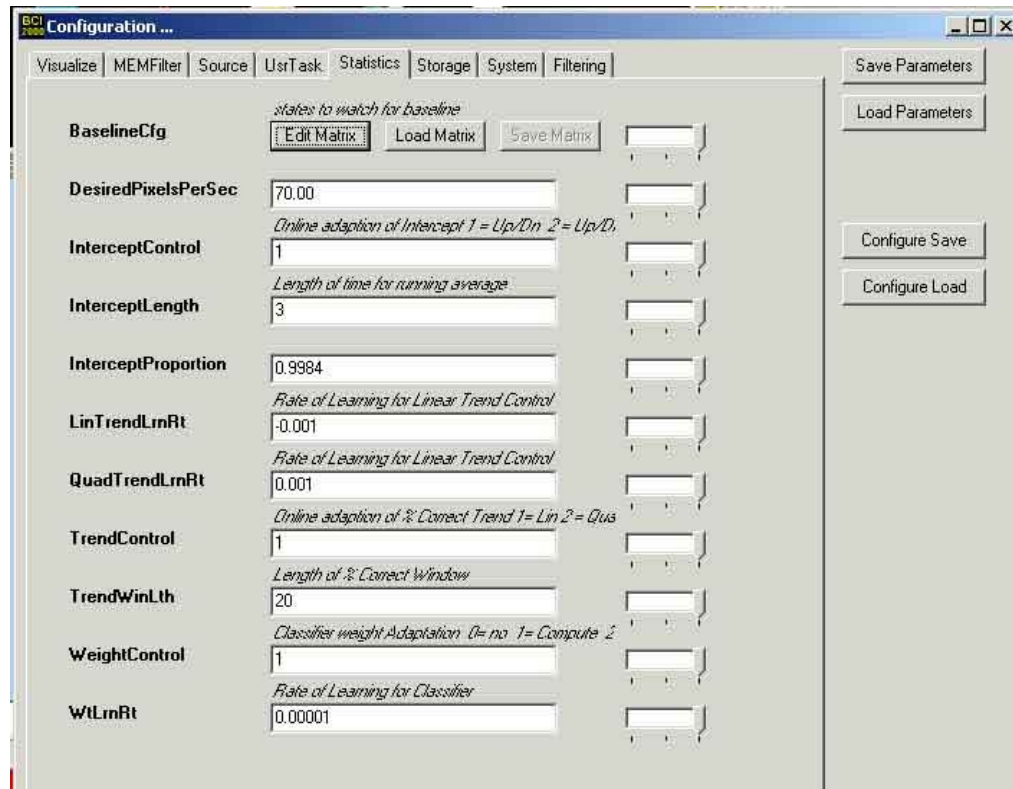 BCI 2000 Configuration ...
Visualize MEMFilter Source UsrTask Statistics Storage System Filtering
Save Parameters
Load Parameters
Configure Save
Configure Load
states to watch for baseline
BaselineCfg Edit Matrix Load Matrix Save Matrix
DesiredPixelsPerSec 70.00
Online adaption of Intercept 1 = Up/Dn 2 = Up/D
InterceptControl 1
Length of time for running average
InterceptLength 3
InterceptProportion 0.9984
Rate of Learning for Linear Trend Control
LinTrendLrnRt -0.001
Rate of Learning for Linear Trend Control
QuadTrendLrnRt 0.001
Online adaption of % Correct Trend 1= Lin 2 = Qua
TrendControl 1
Length of % Correct Window
TrendWinLth 20
Classifier weight Adaptation 0= no 1= Compute 2
WeightControl 1
Rate of Learning for Classifier
WtLrnRt 0.00001